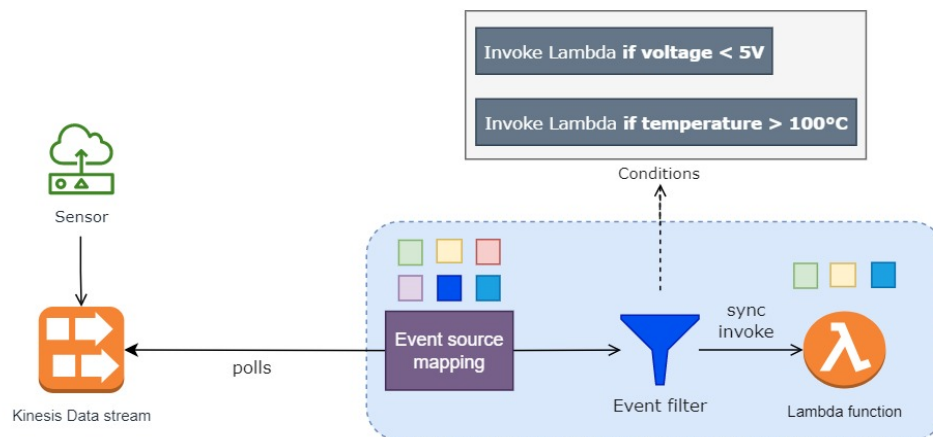 Invoke Lambda if voltage < 5V
Invoke Lambda if temperature > 100°C
Conditions
Sensor
Kinesis Data stream
polls
Event source
mapping
Event filter
sync
invoke
Lambda function